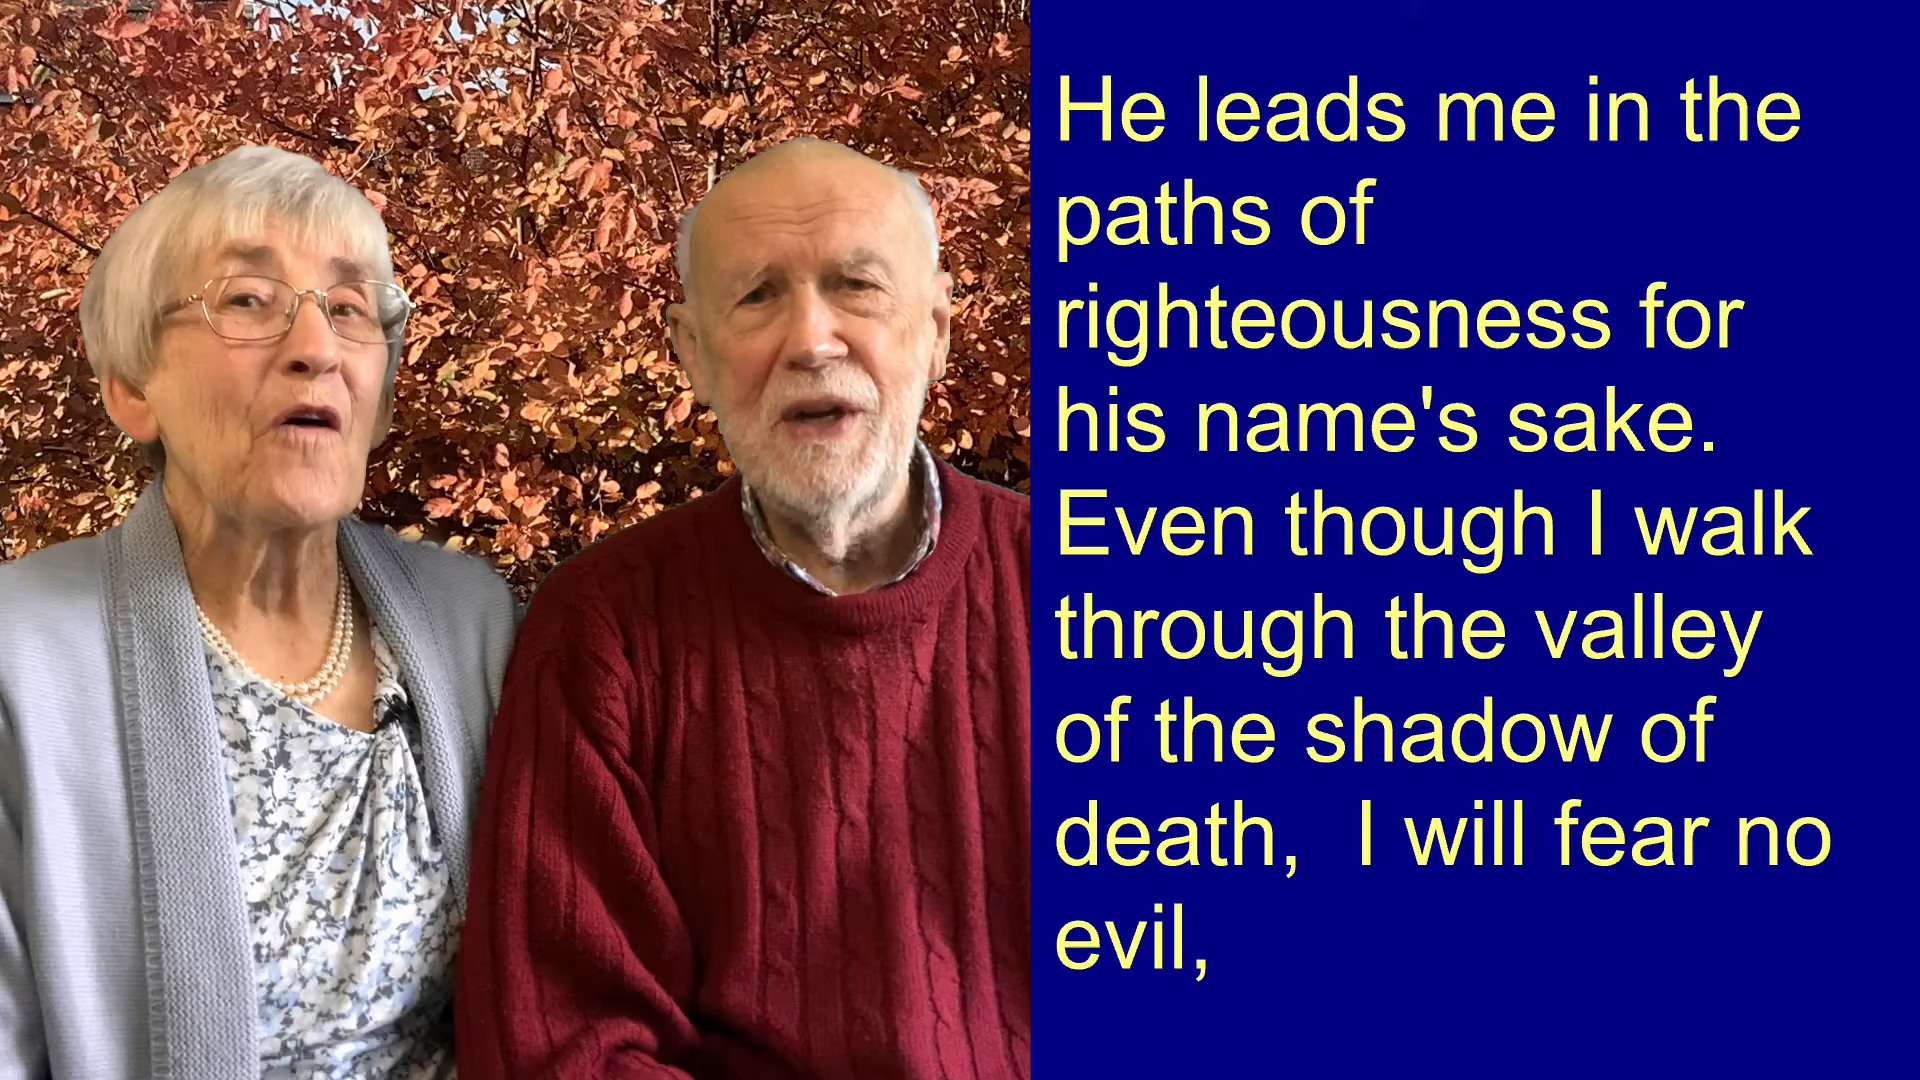 He leads me in the
paths of
righteousness for
his name's sake.
Even though I walk
through the valley
of the shadow of
death,  I will fear no
evil,